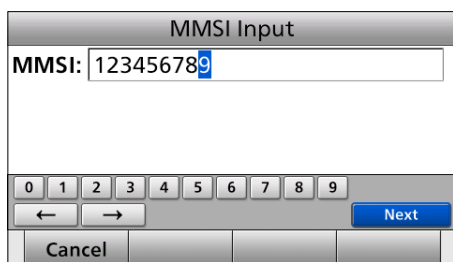 MMSI Input
MMSI: 123456789
0 1 2 3 4 5 6 7 8 9
← → Next
Cancel